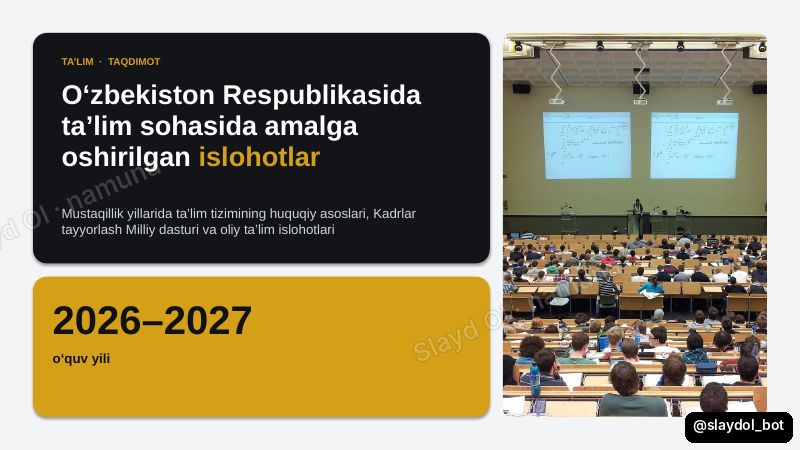 TA'LIM · TAQDIMOT
O‘zbekiston Respublikasida
ta’lim sohasida amalga
oshirilgan islohotlar
Mustaqillik yillarida ta’lim tizimining huquqiy asoslari, Kadrlar
tayyorlash Milliy dasturi va oliy ta’lim islohotlari
2026–2027
o‘quv yili
@slaydol_bot